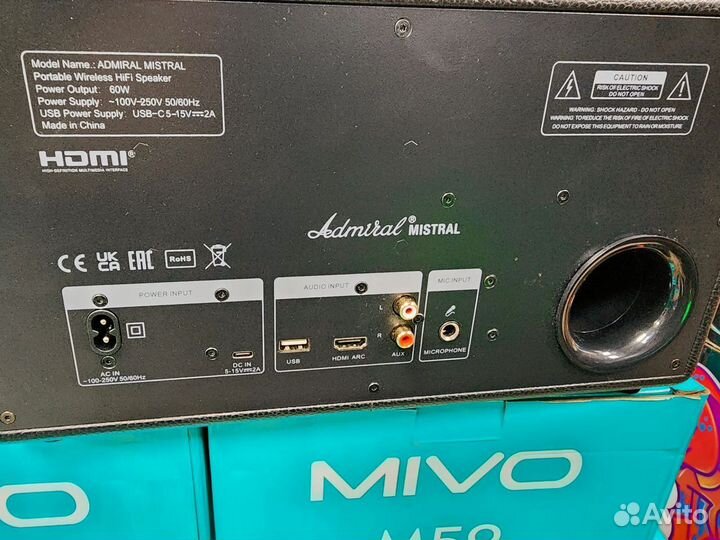 Model Name.: ADMIRAL MISTRAL
Portable Wireless HiFi Speaker
Power Output: 60W
Power Supply: ~100V-250V 50/60Hz
USB Power Supply: USB-C 5-15V⎓2A
Made in China
HDMI®
HIGH-DEFINITION MULTIMEDIA INTERFACE
CAUTION
RISK OF ELECTRIC SHOCK
DO NOT OPEN
WARNING: SHOCK HAZARD - DO NOT OPEN
WARNING: TO REDUCE THE RISK OF FIRE OF ELECTRIC SHOCK
DO NOT EXPOSE THIS EQUIPMENT TO RAIN OR MOISTURE
Admiral® MISTRAL
CE UK CA EAC RoHS
POWER INPUT
AC IN
~100-250V 50/60Hz
DC IN
5-15V⎓2A
AUDIO INPUT
L
R
USB
HDMI ARC
AUX
MIC INPUT
MICROPHONE
VO
MIVO
M58
Avito